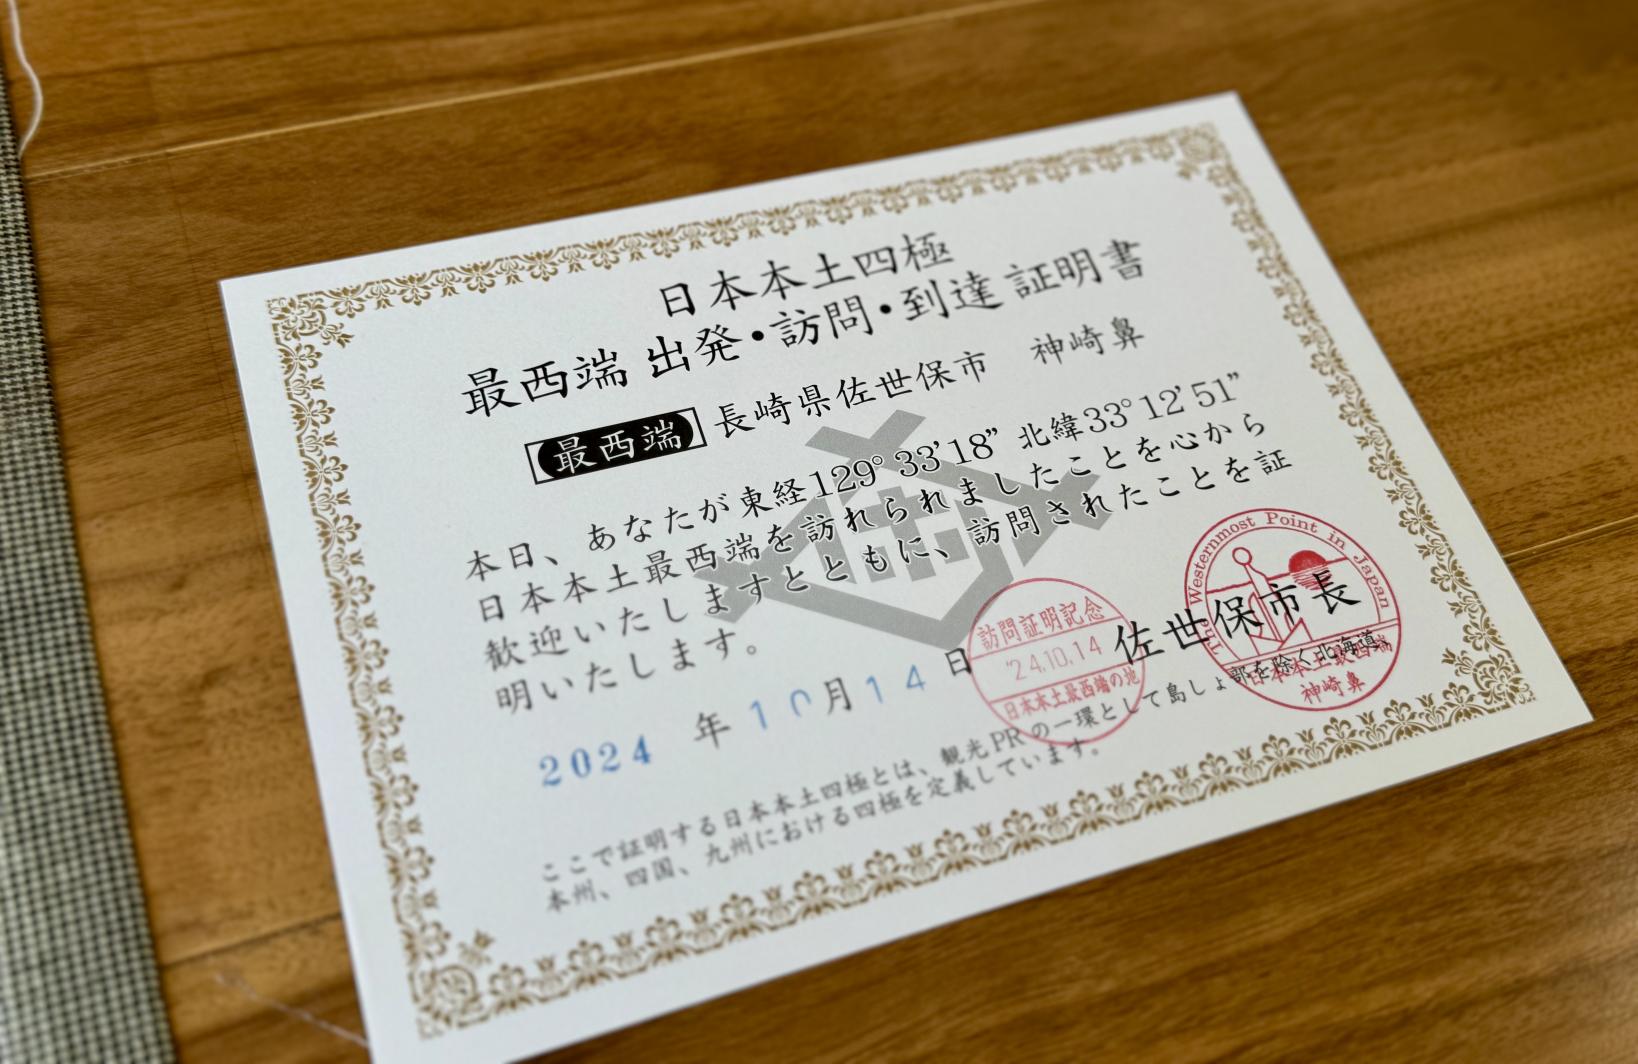 日本本土四極
最西端 出発・訪問・到達 証明書
【最西端】長崎県佐世保市 神崎鼻
本日、あなたが東経129°33’18” 北緯33°12’51”
日本本土最西端を訪れられましたことを心から
歓迎いたしますとともに、訪問されたことを証
明いたします。
2024 年 10月14 日
佐世保市長
訪問証明記念
'24.10.14
日本本土最西端の地
The Westernmost Point in Japan
日本本土最西端
神崎鼻
ここで証明する日本本土四極とは、観光PRの一環として島しょ部を除く北海道、
本州、四国、九州における四極を定義しています。